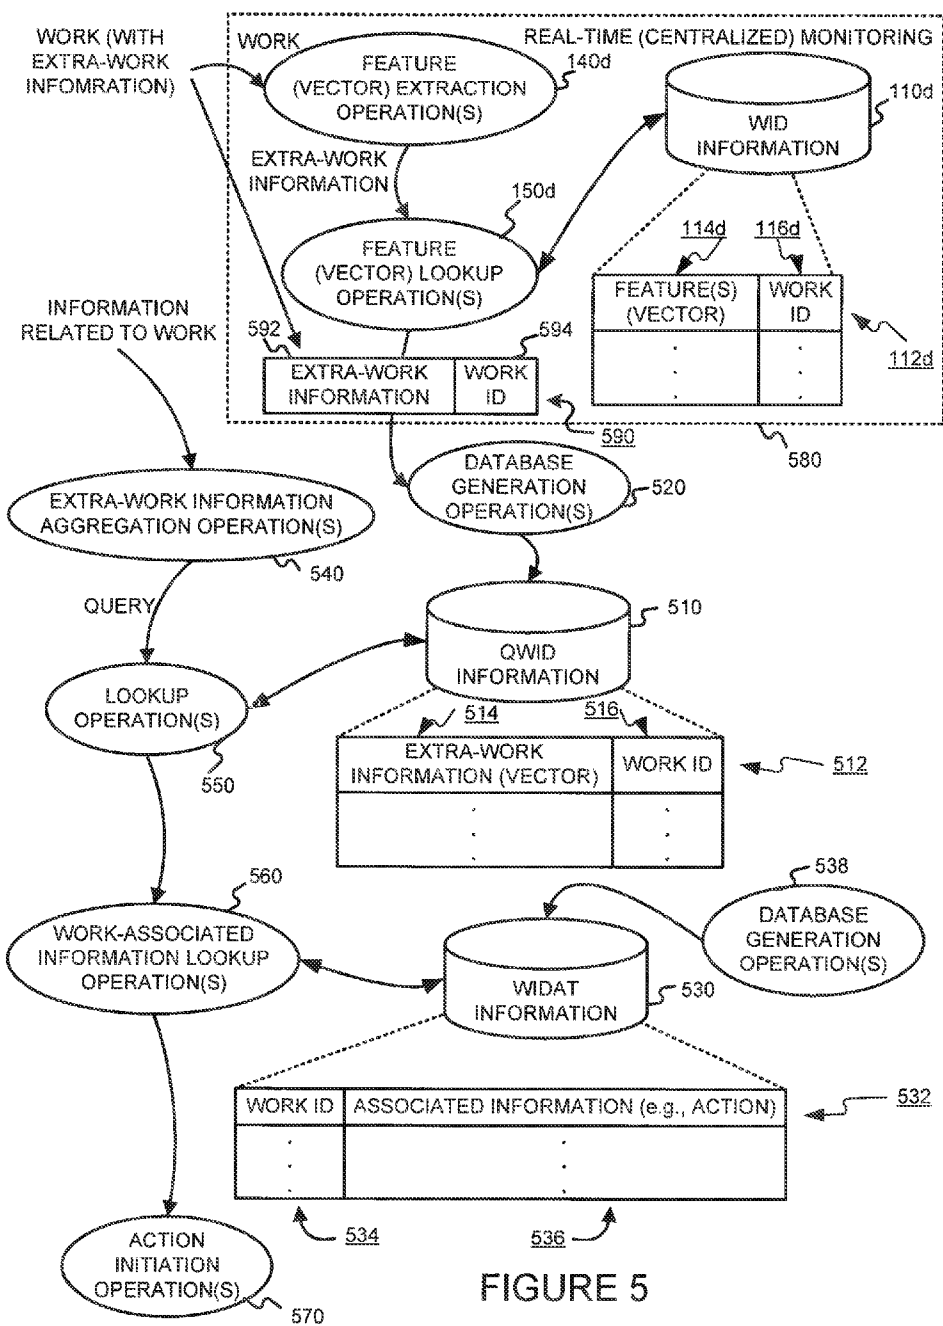 WORK (WITH
EXTRA-WORK
INFOMRATION)
WORK
REAL-TIME (CENTRALIZED) MONITORING
FEATURE
(VECTOR) EXTRACTION
OPERATION(S)
140d
110d
WID
INFORMATION
EXTRA-WORK
INFORMATION
150d
FEATURE
(VECTOR) LOOKUP
OPERATION(S)
114d
116d
FEATURE(S)
(VECTOR)
WORK
ID
112d
INFORMATION
RELATED TO WORK
592
594
EXTRA-WORK
INFORMATION
WORK
ID
590
580
EXTRA-WORK INFORMATION
AGGREGATION OPERATION(S)
540
DATABASE
GENERATION
OPERATION(S)
520
QUERY
510
QWID
INFORMATION
LOOKUP
OPERATION(S)
550
514
516
EXTRA-WORK
INFORMATION (VECTOR)
WORK ID
512
560
538
WORK-ASSOCIATED
INFORMATION LOOKUP
OPERATION(S)
DATABASE
GENERATION
OPERATION(S)
WIDAT INFORMATION
530
WORK ID
ASSOCIATED INFORMATION (e.g., ACTION)
532
534
536
ACTION
INITIATION
OPERATION(S)
570
FIGURE 5